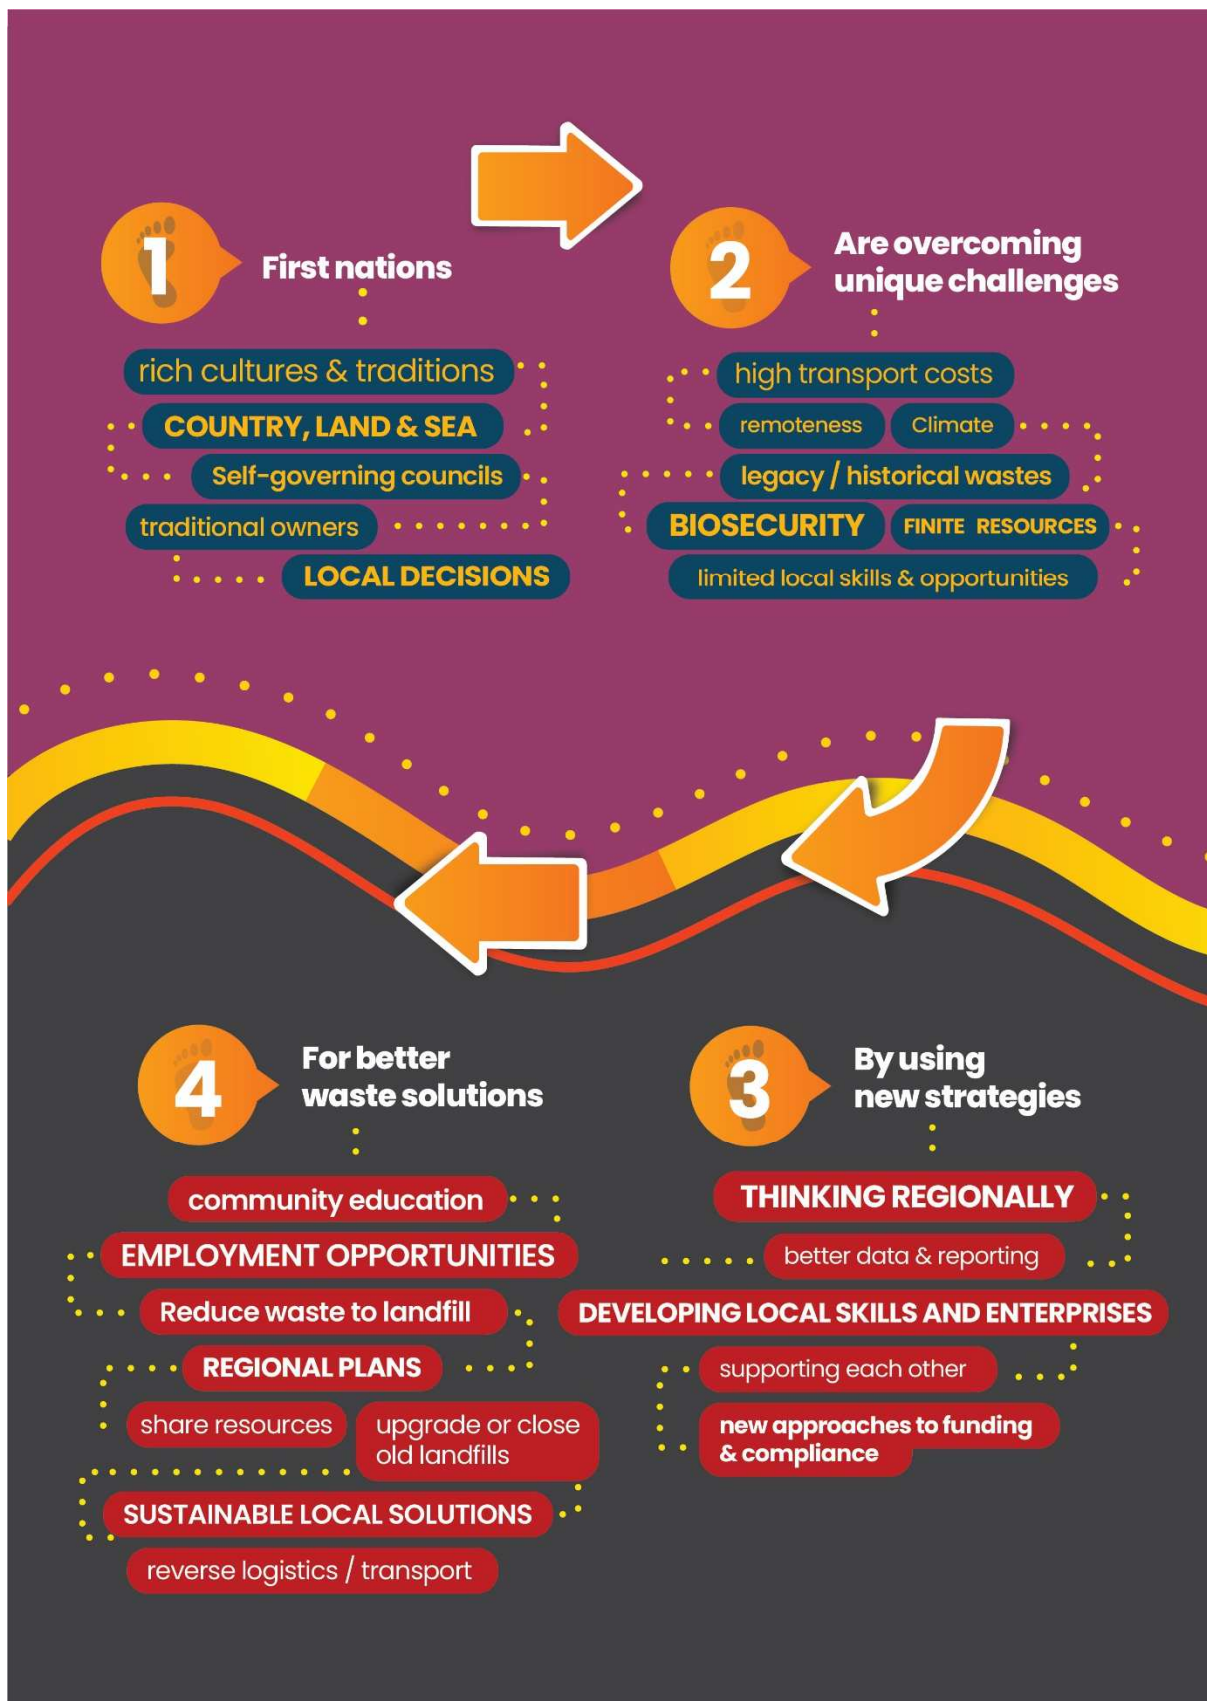 1
First nations
rich cultures & traditions
COUNTRY, LAND & SEA
Self-governing councils
traditional owners
LOCAL DECISIONS
2
Are overcoming
unique challenges
high transport costs
remoteness
Climate
legacy / historical wastes
BIOSECURITY
FINITE RESOURCES
limited local skills & opportunities
3
By using
new strategies
THINKING REGIONALLY
better data & reporting
DEVELOPING LOCAL SKILLS AND ENTERPRISES
supporting each other
new approaches to funding
& compliance
4
For better
waste solutions
community education
EMPLOYMENT OPPORTUNITIES
Reduce waste to landfill
REGIONAL PLANS
share resources
upgrade or close
old landfills
SUSTAINABLE LOCAL SOLUTIONS
reverse logistics / transport